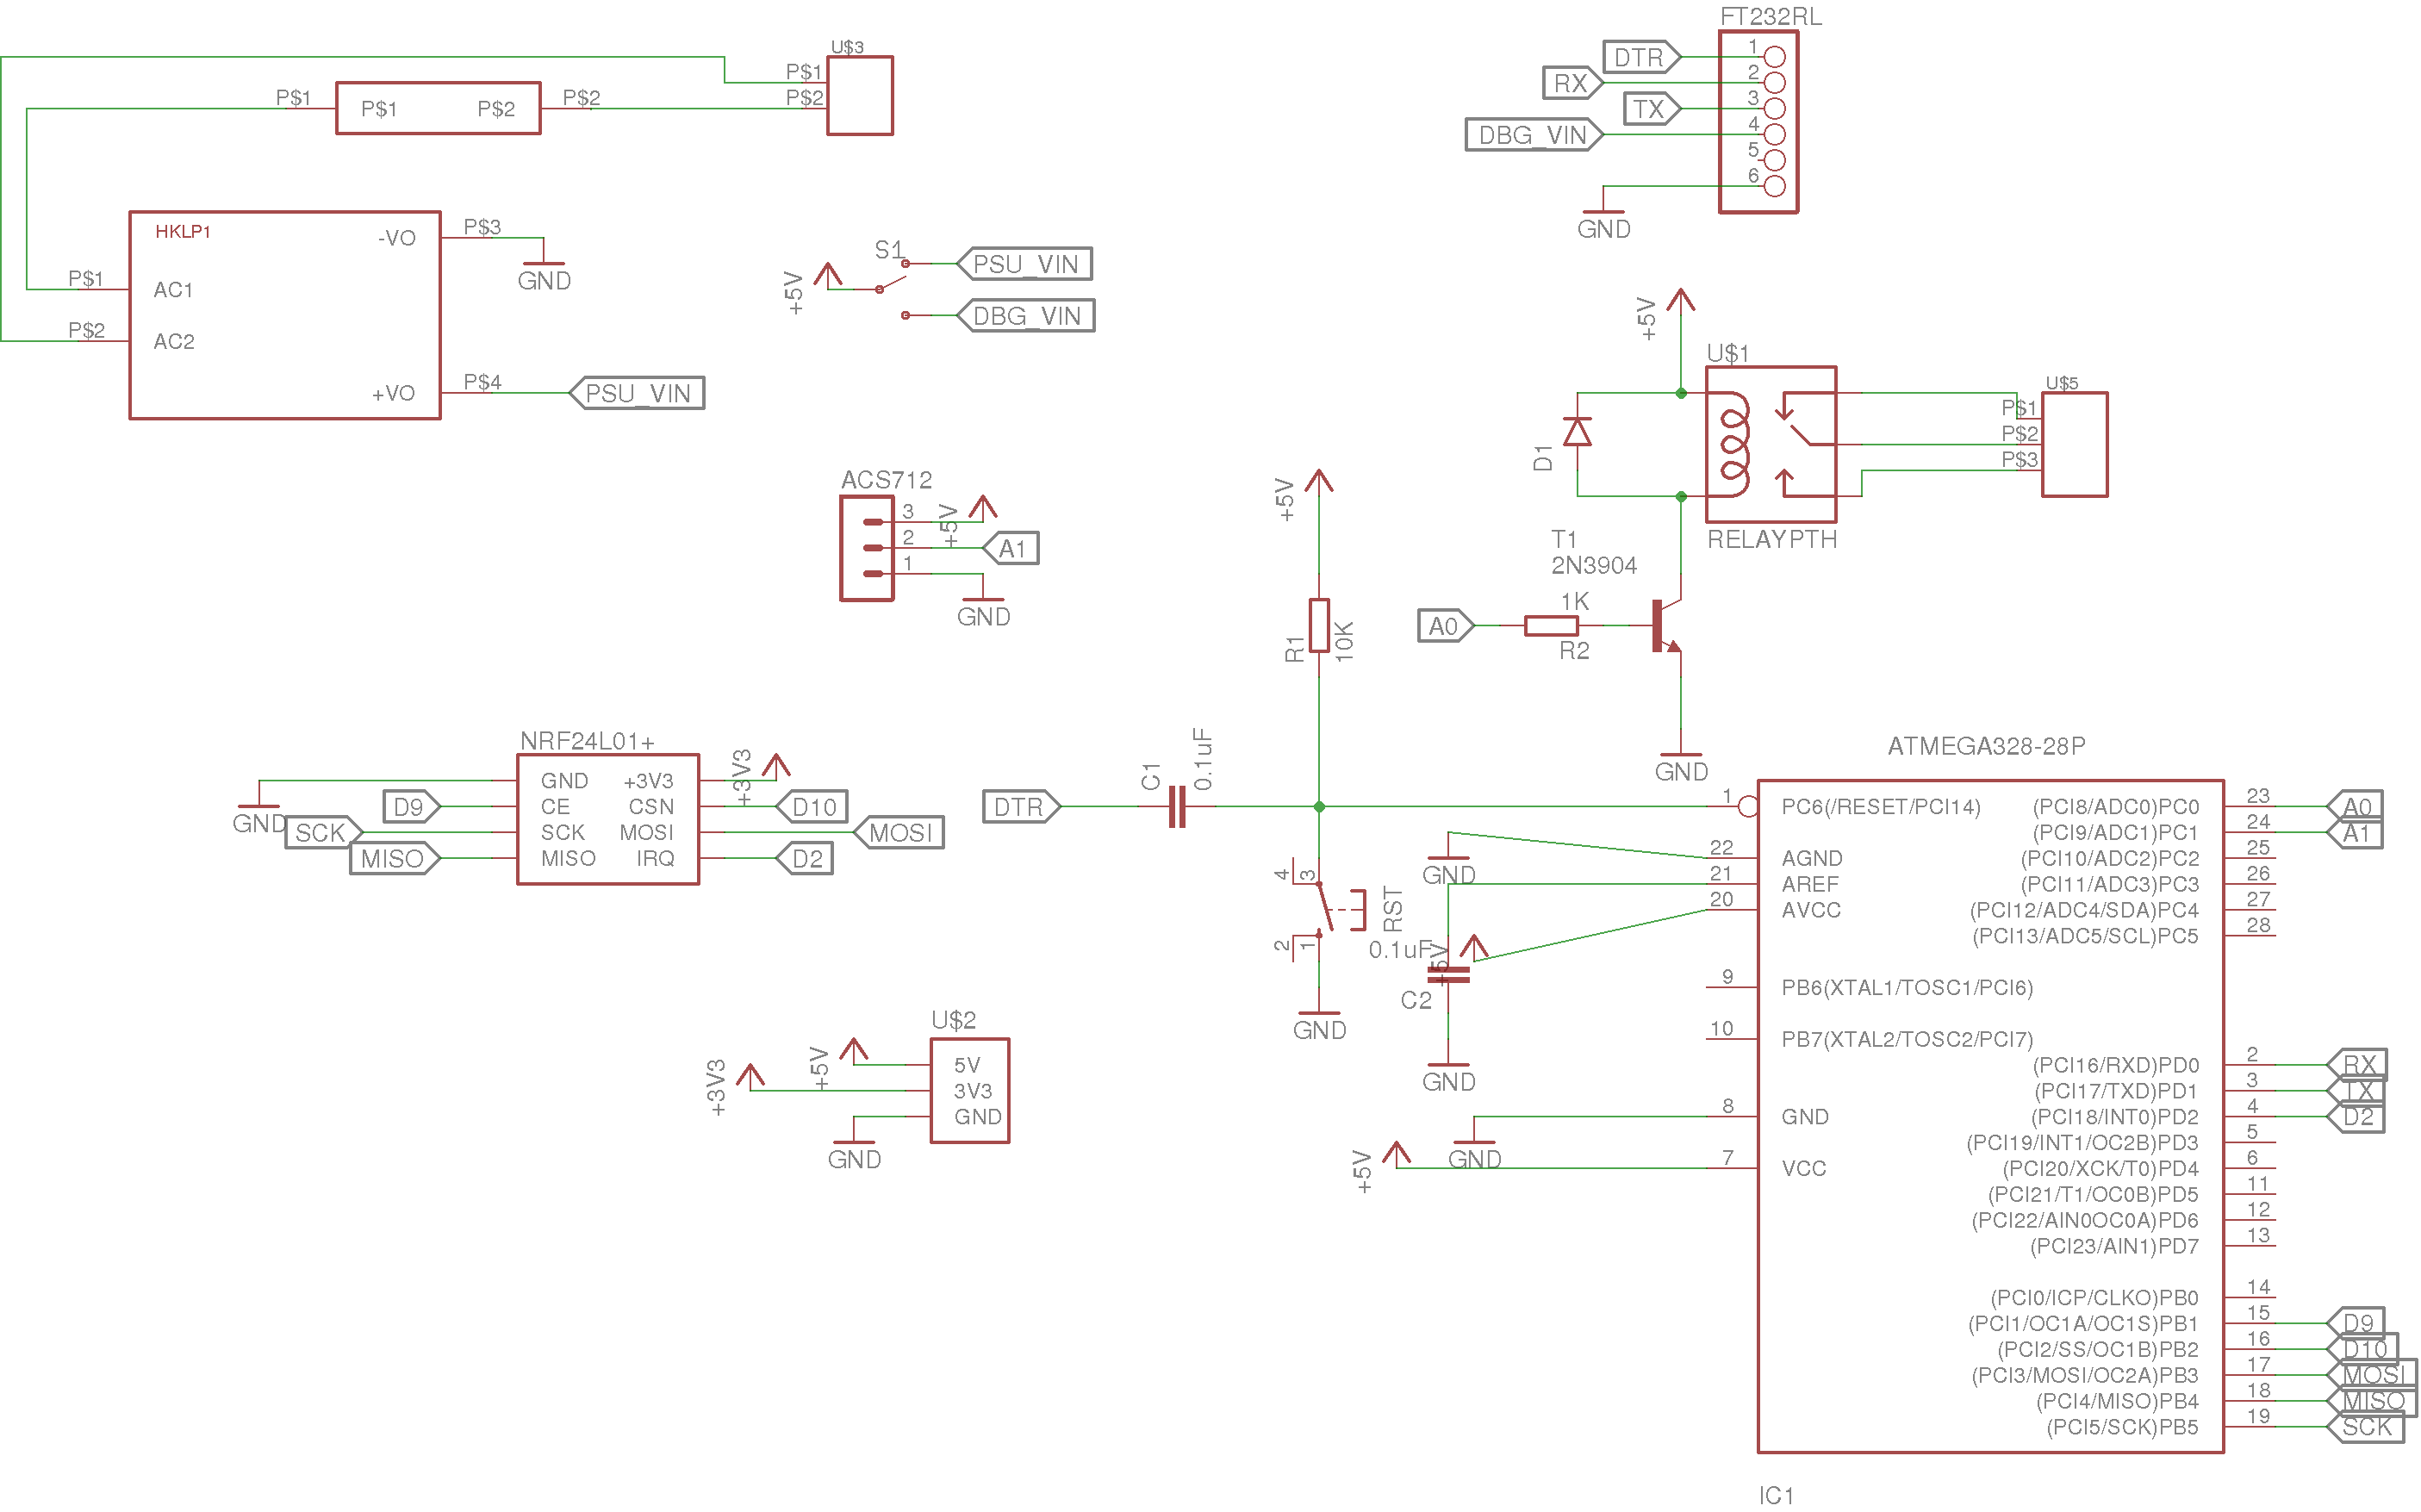 U$3
P$1
P$2
P$1
P$1
P$2
P$2
HKLP1
-VO
P$3
GND
P$1
AC1
P$2
AC2
+VO
P$4
PSU_VIN
S1
+5V
PSU_VIN
DBG_VIN
FT232RL
DTR
1
RX
2
TX
3
DBG_VIN
4
5
6
GND
+5V
U$1
D1
RELAYPTH
U$5
P$1
P$2
P$3
T1
2N3904
A0
1K
R2
GND
ACS712
3
+5V
2
A1
1
GND
+5V
R1
10K
NRF24L01+
GND
+3V3
+3V3
GND
D9
CE
CSN
D10
SCK
SCK
MOSI
MOSI
MISO
MISO
IRQ
D2
DTR
C1
0.1uF
4
3
2
1
RST
GND
GND
0.1uF
+5V
C2
GND
U$2
+5V
5V
+3V3
3V3
GND
GND
GND
+5V
ATMEGA328-28P
1
PC6(/RESET/PCI14)
22
AGND
21
AREF
20
AVCC
9
PB6(XTAL1/TOSC1/PCI6)
10
PB7(XTAL2/TOSC2/PCI7)
8
GND
7
VCC
(PCI8/ADC0)PC0
23
A0
(PCI9/ADC1)PC1
24
A1
(PCI10/ADC2)PC2
25
(PCI11/ADC3)PC3
26
(PCI12/ADC4/SDA)PC4
27
(PCI13/ADC5/SCL)PC5
28
(PCI16/RXD)PD0
2
RX
(PCI17/TXD)PD1
3
TX
(PCI18/INT0)PD2
4
D2
(PCI19/INT1/OC2B)PD3
5
(PCI20/XCK/T0)PD4
6
(PCI21/T1/OC0B)PD5
11
(PCI22/AIN0OC0A)PD6
12
(PCI23/AIN1)PD7
13
(PCI0/ICP/CLKO)PB0
14
(PCI1/OC1A/OC1S)PB1
15
D9
(PCI2/SS/OC1B)PB2
16
D10
(PCI3/MOSI/OC2A)PB3
17
MOSI
(PCI4/MISO)PB4
18
MISO
(PCI5/SCK)PB5
19
SCK
IC1